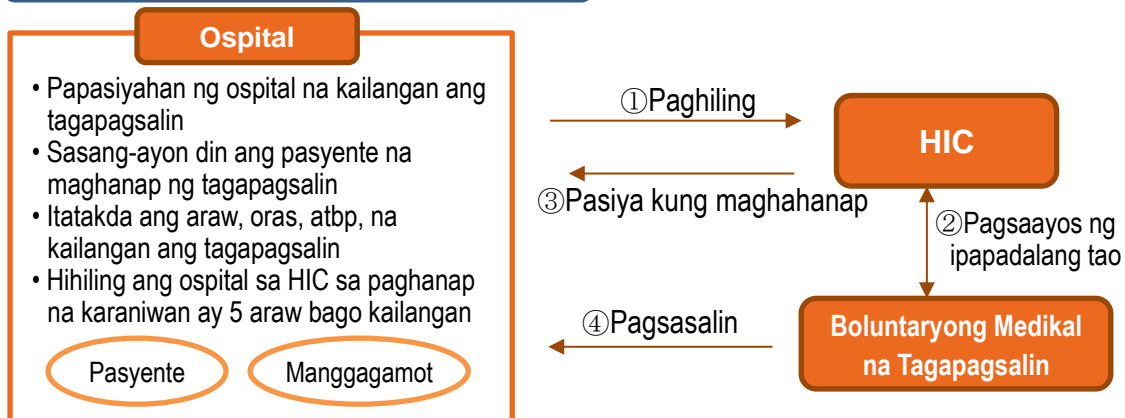 Ospital
• Papasiyahan ng ospital na kailangan ang
tagapagsalin
• Sasang-ayon din ang pasyente na
maghanap ng tagapagsalin
• Itatakda ang araw, oras, atbp, na
kailangan ang tagapagsalin
• Hihiling ang ospital sa HIC sa paghanap
na karaniwan ay 5 araw bago kailangan
Pasyente
Manggagamot
①Paghiling
③Pasiya kung maghahanap
④Pagsasalin
HIC
②Pagsaayos ng
ipapadalang tao
Boluntaryong Medikal
na Tagapagsalin